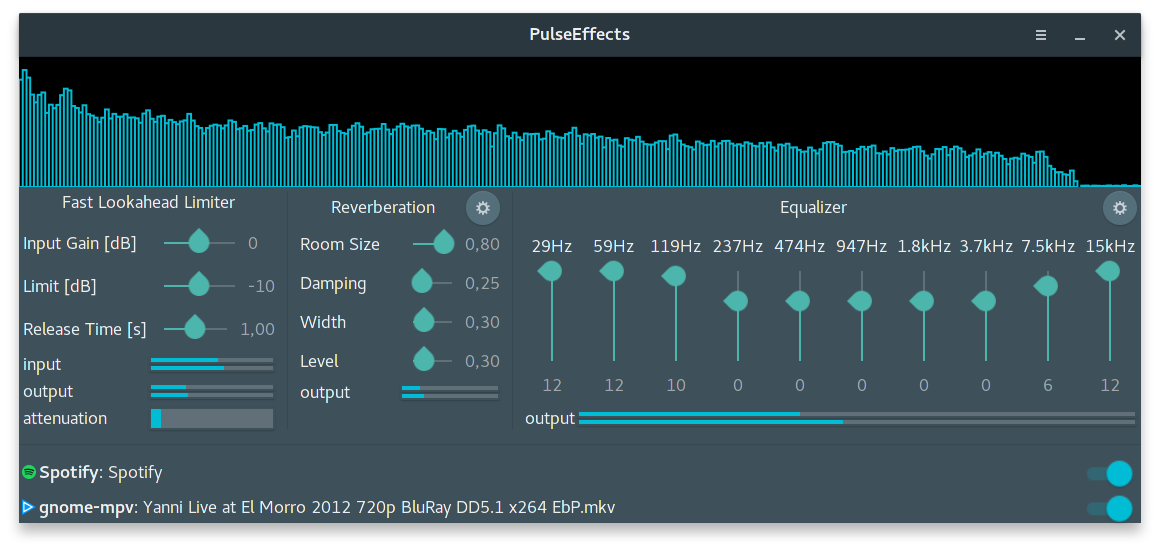 PulseEffects
Fast Lookahead Limiter
Input Gain [dB] 0
Limit [dB] -10
Release Time [s] 1,00
input
output
attenuation
Reverberation
Room Size 0,80
Damping 0,25
Width 0,30
Level 0,30
output
Equalizer
29Hz 59Hz 119Hz 237Hz 474Hz 947Hz 1.8kHz 3.7kHz 7.5kHz 15kHz
12 12 10 0 0 0 0 0 6 12
output
Spotify: Spotify
gnome-mpv: Yanni Live at El Morro 2012 720p BluRay DD5.1 x264 EbP.mkv